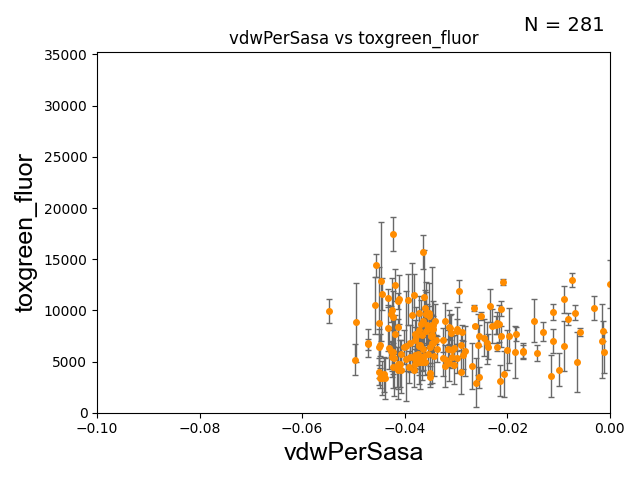 N = 281
vdwPerSasa vs toxgreen_fluor
toxgreen_fluor
35000
30000
25000
20000
15000
10000
5000
0
−0.10 −0.08 −0.06 −0.04 −0.02 0.00
vdwPerSasa